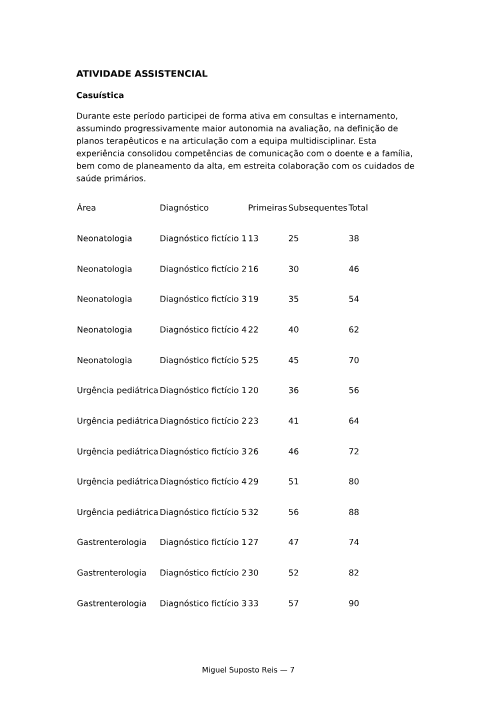 ATIVIDADE ASSISTENCIAL
Casuística
Durante este período participei de forma ativa em consultas e internamento,
assumindo progressivamente maior autonomia na avaliação, na definição de
planos terapêuticos e na articulação com a equipa multidisciplinar. Esta
experiência consolidou competências de comunicação com o doente e a família,
bem como de planeamento da alta, em estreita colaboração com os cuidados de
saúde primários.
Área Diagnóstico Primeiras Subsequentes Total
Neonatologia Diagnóstico fictício 1 13 25 38
Neonatologia Diagnóstico fictício 2 16 30 46
Neonatologia Diagnóstico fictício 3 19 35 54
Neonatologia Diagnóstico fictício 4 22 40 62
Neonatologia Diagnóstico fictício 5 25 45 70
Urgência pediátrica Diagnóstico fictício 1 20 36 56
Urgência pediátrica Diagnóstico fictício 2 23 41 64
Urgência pediátrica Diagnóstico fictício 3 26 46 72
Urgência pediátrica Diagnóstico fictício 4 29 51 80
Urgência pediátrica Diagnóstico fictício 5 32 56 88
Gastrenterologia Diagnóstico fictício 1 27 47 74
Gastrenterologia Diagnóstico fictício 2 30 52 82
Gastrenterologia Diagnóstico fictício 3 33 57 90
Miguel Suposto Reis — 7